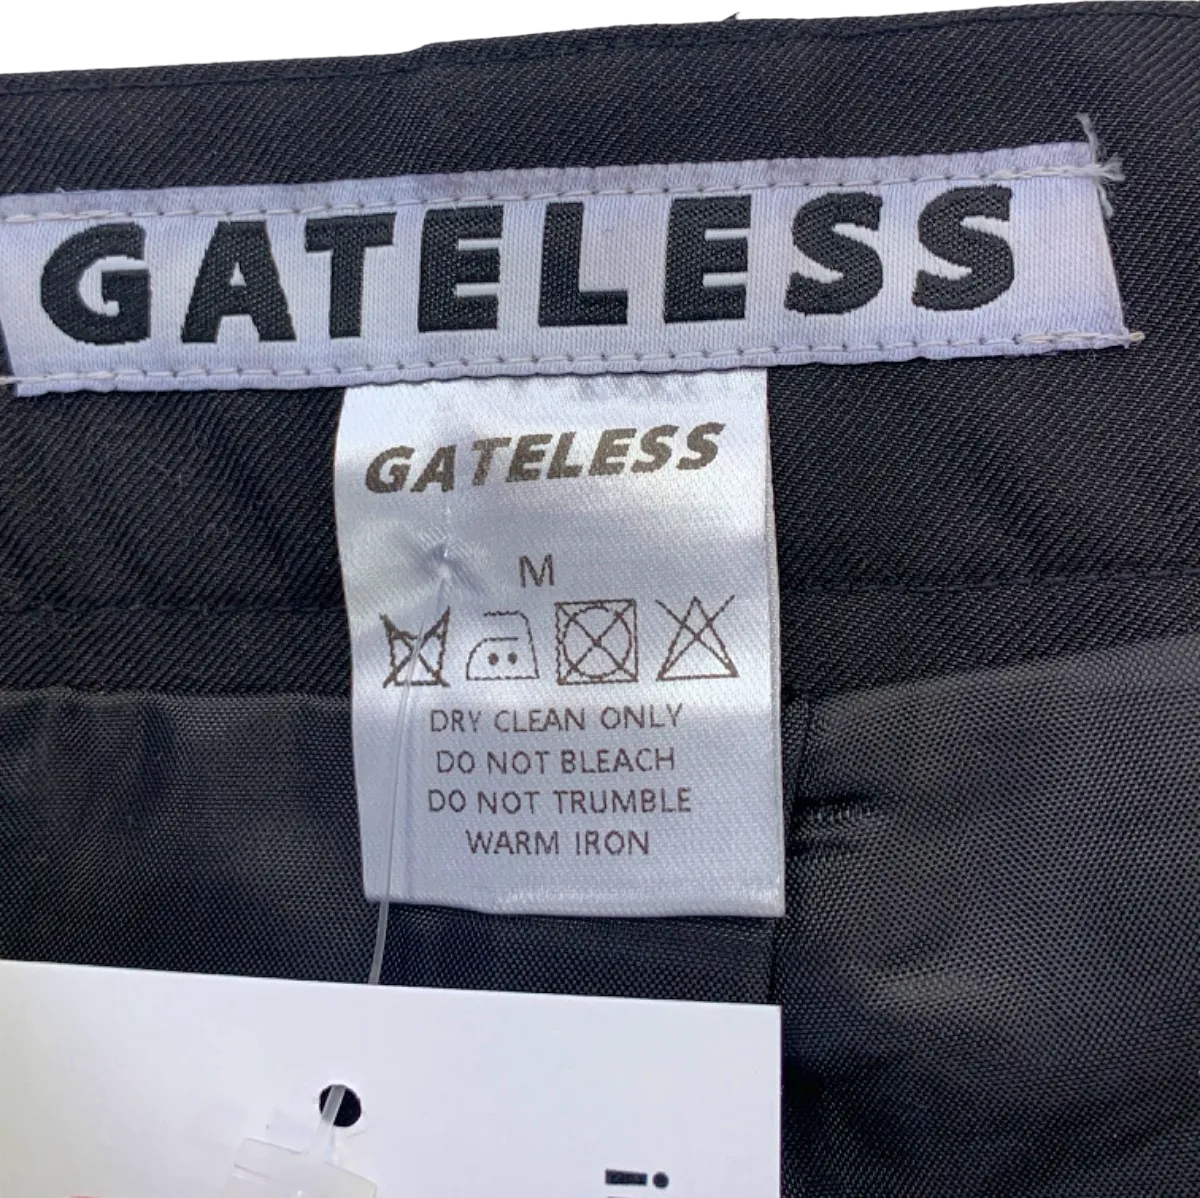 GATELESS
GATELESS
M
DRY CLEAN ONLY
DO NOT BLEACH
DO NOT TRUMBLE
WARM IRON